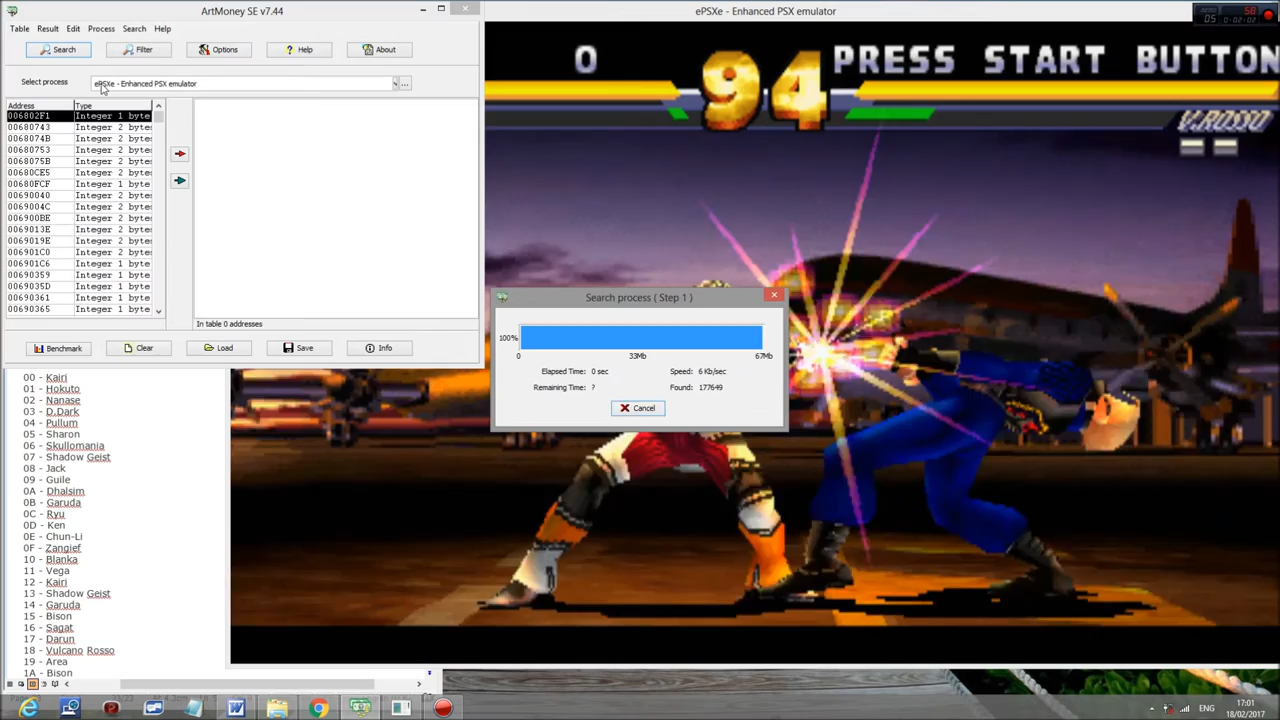 ArtMoney SE v7.44
ePSXe - Enhanced PSX emulator
58
05
0:02:02
Table Result Edit Process Search Help
Search Filter Options Help About
Select process ePSXe - Enhanced PSX emulator ...
Address Type
006802F1 Integer 1 byte
00680743 Integer 2 byte
0068074B Integer 2 byte
00680753 Integer 2 byte
0068075B Integer 2 byte
00680CE5 Integer 2 byte
00680FCF Integer 1 byte
00690040 Integer 2 byte
0069004C Integer 2 byte
006900BE Integer 2 byte
0069013E Integer 2 byte
0069019E Integer 2 byte
006901C0 Integer 2 byte
006901C6 Integer 1 byte
00690359 Integer 1 byte
0069035D Integer 2 byte
00690361 Integer 1 byte
00690365 Integer 1 byte
In table 0 addresses
Benchmark Clear Load Save Info
0 94 PRESS START BUTTON
V.ROSSO
Search process ( Step 1 )
100%
0 33Mb 67Mb
Elapsed Time: 0 sec Speed: 6 Kb/sec
Remaining Time: ? Found: 177649
Cancel
00 - Kairi
01 - Hokuto
02 - Nanase
03 - D.Dark
04 - Pullum
05 - Sharon
06 - Skullomania
07 - Shadow Geist
08 - Jack
09 - Guile
0A - Dhalsim
0B - Garuda
0C - Ryu
0D - Ken
0E - Chun-Li
0F - Zangief
10 - Blanka
11 - Vega
12 - Kairi
13 - Shadow Geist
14 - Garuda
15 - Bison
16 - Sagat
17 - Darun
18 - Vulcano Rosso
19 - Area
1A - Bison
ENG
17:01
18/02/2017